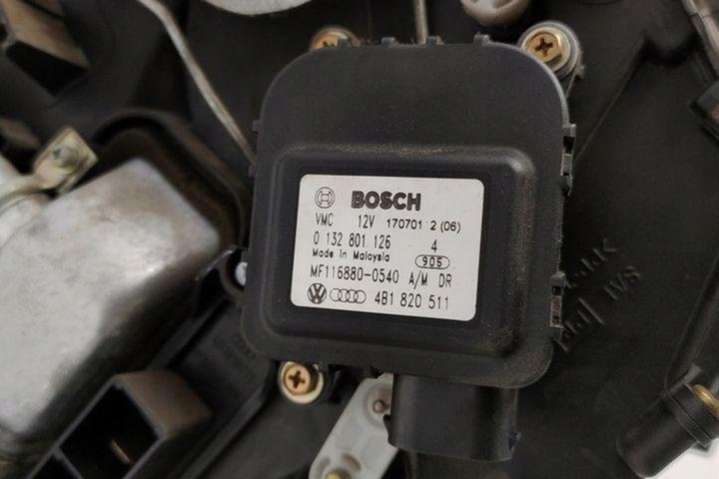 BOSCH
VMC 12V 170701 2 (06)
0 132 801 126 4
Made in Malaysia 905
MF116880-0540 A/M DR
4B1 820 511